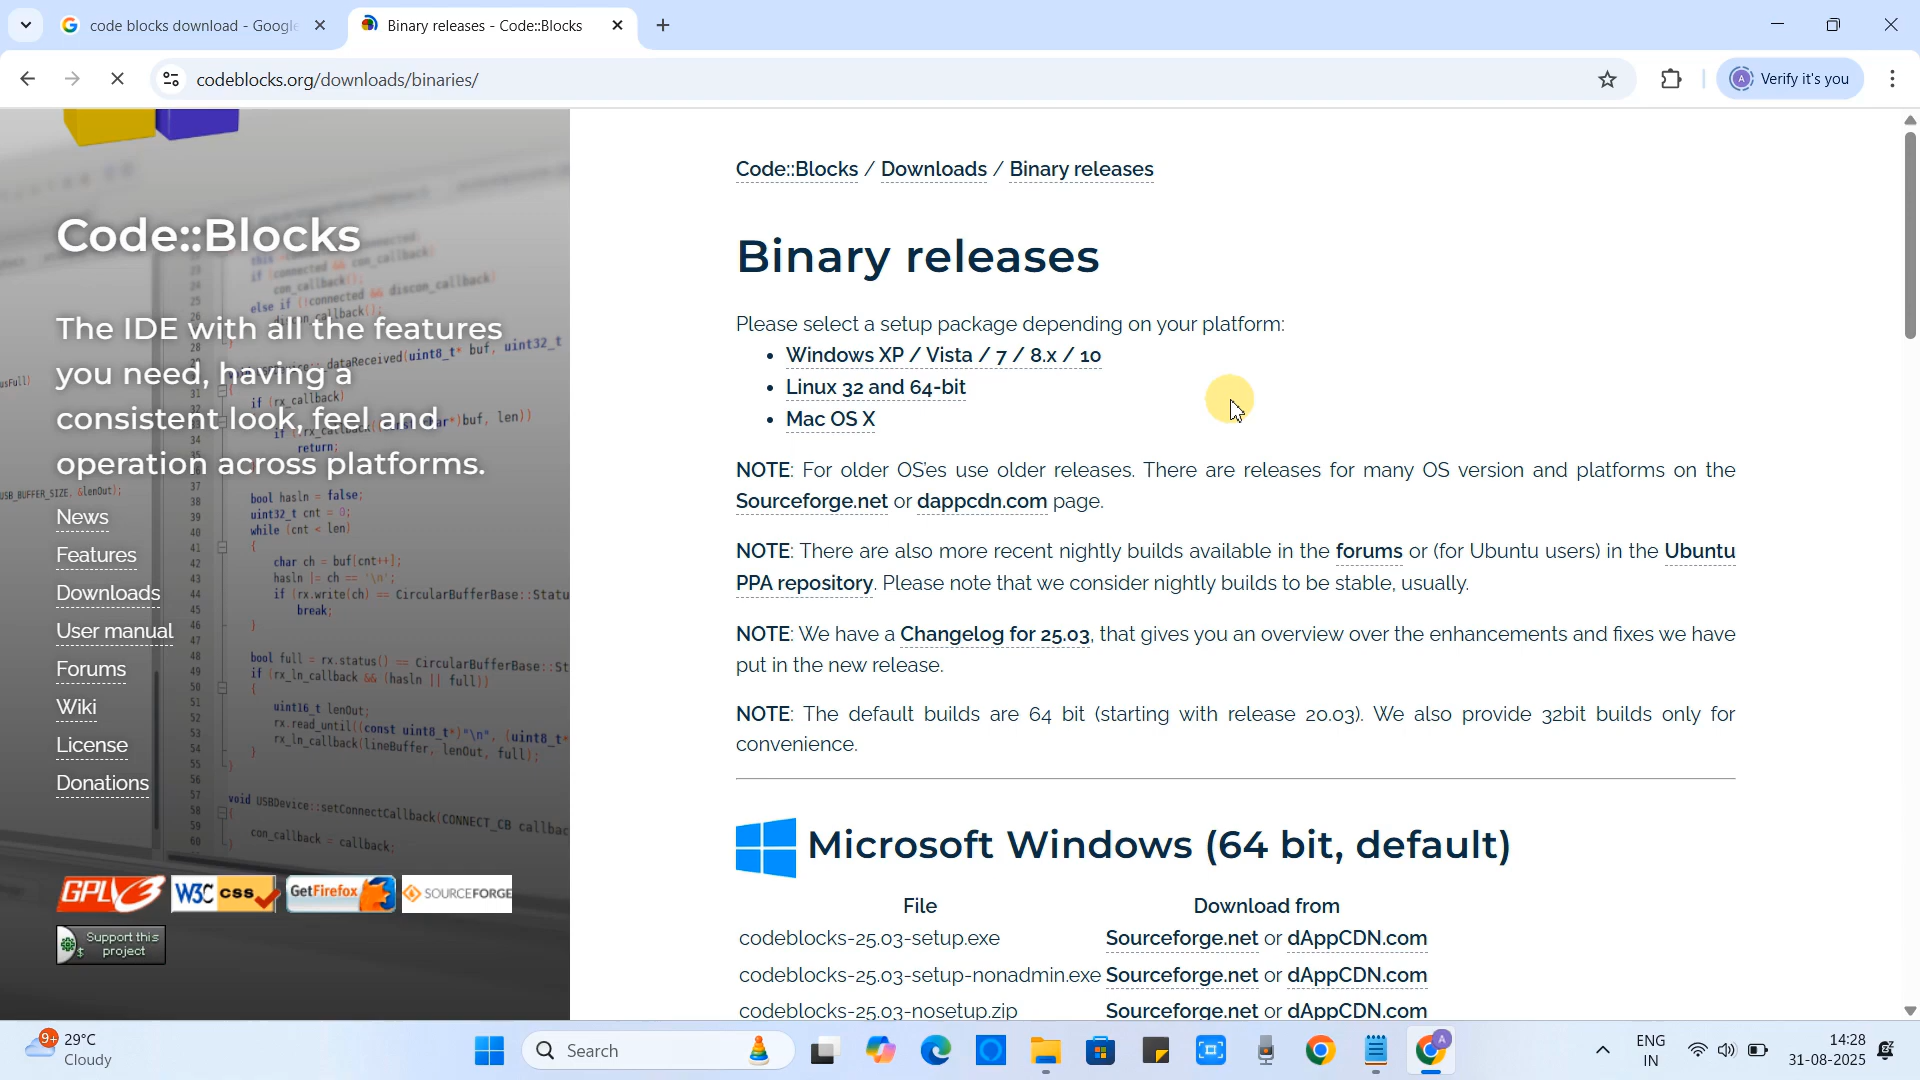 code blocks download - Google
Binary releases - Code::Blocks
codeblocks.org/downloads/binaries/
A
Verify it's you
Code::Blocks / Downloads / Binary releases
Code::Blocks
The IDE with all the features
you need, having a
consistent look, feel and
operation across platforms.
News
Features
Downloads
User manual
Forums
Wiki
License
Donations
GPLv3
W3C css
GetFirefox
SOURCEFORGE
Support this
project
Binary releases
Please select a setup package depending on your platform:
• Windows XP / Vista / 7 / 8.x / 10
• Linux 32 and 64-bit
• Mac OS X
NOTE: For older OS'es use older releases. There are releases for many OS version and platforms on the
Sourceforge.net or dappcdn.com page.
NOTE: There are also more recent nightly builds available in the forums or (for Ubuntu users) in the Ubuntu
PPA repository. Please note that we consider nightly builds to be stable, usually.
NOTE: We have a Changelog for 25.03, that gives you an overview over the enhancements and fixes we have
put in the new release.
NOTE: The default builds are 64 bit (starting with release 20.03). We also provide 32bit builds only for
convenience.
Microsoft Windows (64 bit, default)
File Download from
codeblocks-25.03-setup.exe Sourceforge.net or dAppCDN.com
codeblocks-25.03-setup-nonadmin.exe Sourceforge.net or dAppCDN.com
codeblocks-25.03-nosetup.zip Sourceforge.net or dAppCDN.com
9+
29°C
Cloudy
Search
ENG
IN
14:28
31-08-2025